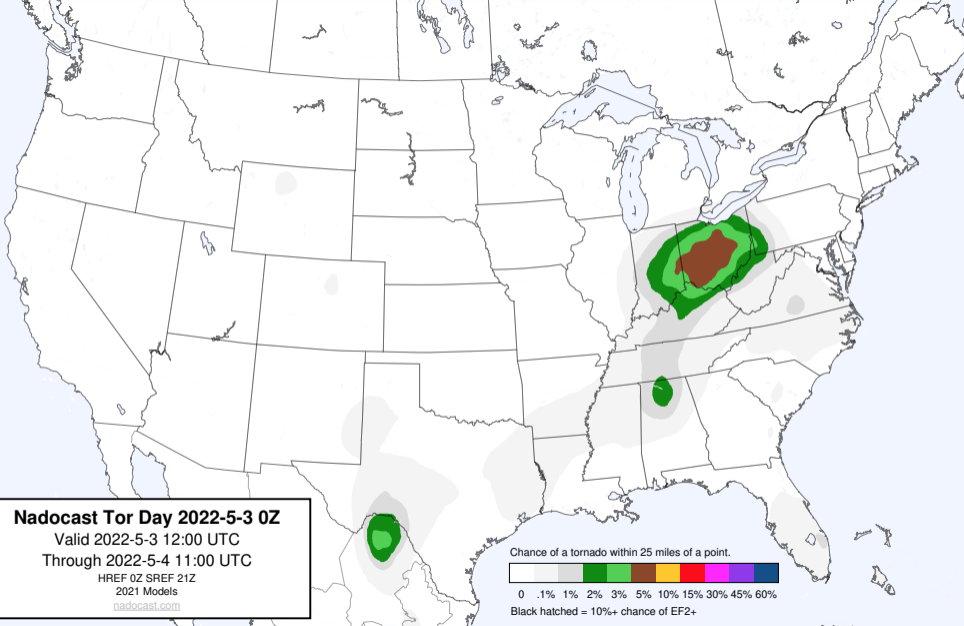 Nadocast Tor Day 2022-5-3 0Z
Valid 2022-5-3 12:00 UTC
Through 2022-5-4 11:00 UTC
HREF 0Z SREF 21Z
2021 Models
nadocast.com
Chance of a tornado within 25 miles of a point.
0 .1% 1% 2% 3% 5% 10% 15% 30% 45% 60%
Black hatched = 10%+ chance of EF2+